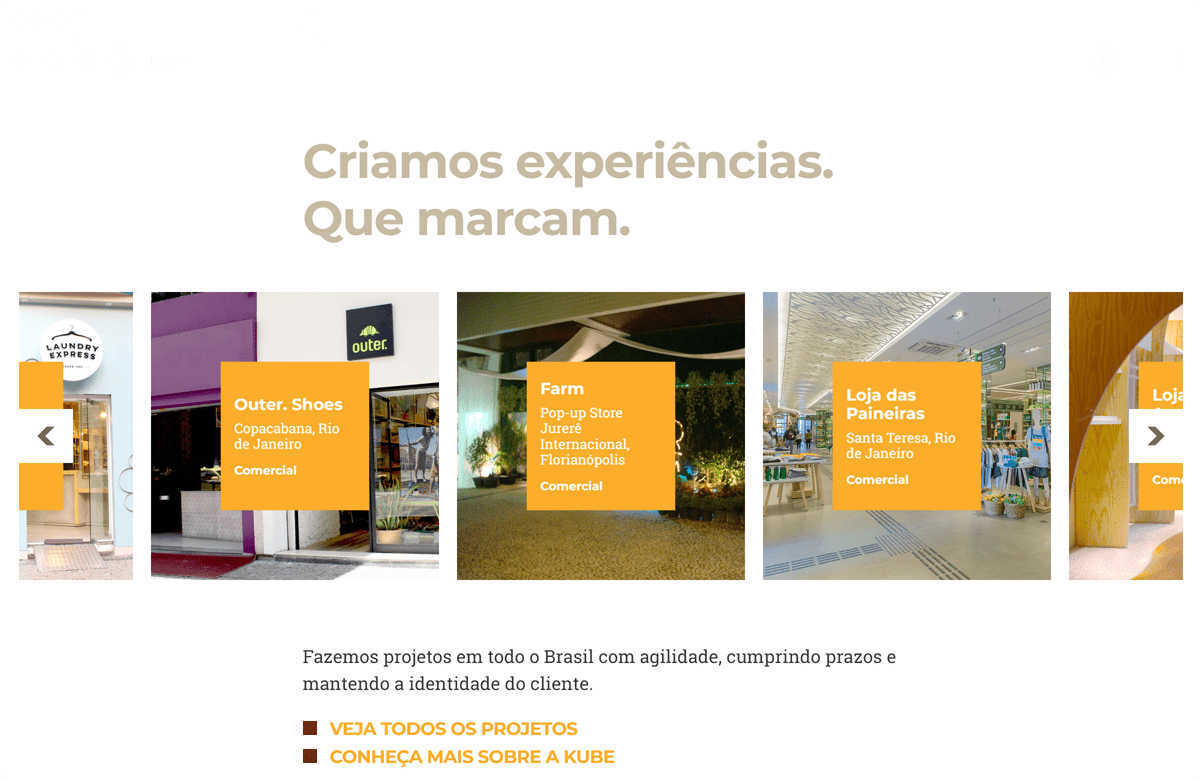 Criamos experiências.
Que marcam.
LAUNDRY
EXPRESS
outer.
Outer. Shoes
Copacabana, Rio
de Janeiro
Comercial
Farm
Pop-up Store
Jurerê
Internacional,
Florianópolis
Comercial
Loja das
Paineiras
Santa Teresa, Rio
de Janeiro
Comercial
Fazemos projetos em todo o Brasil com agilidade, cumprindo prazos e
mantendo a identidade do cliente.
VEJA TODOS OS PROJETOS
CONHEÇA MAIS SOBRE A KUBE